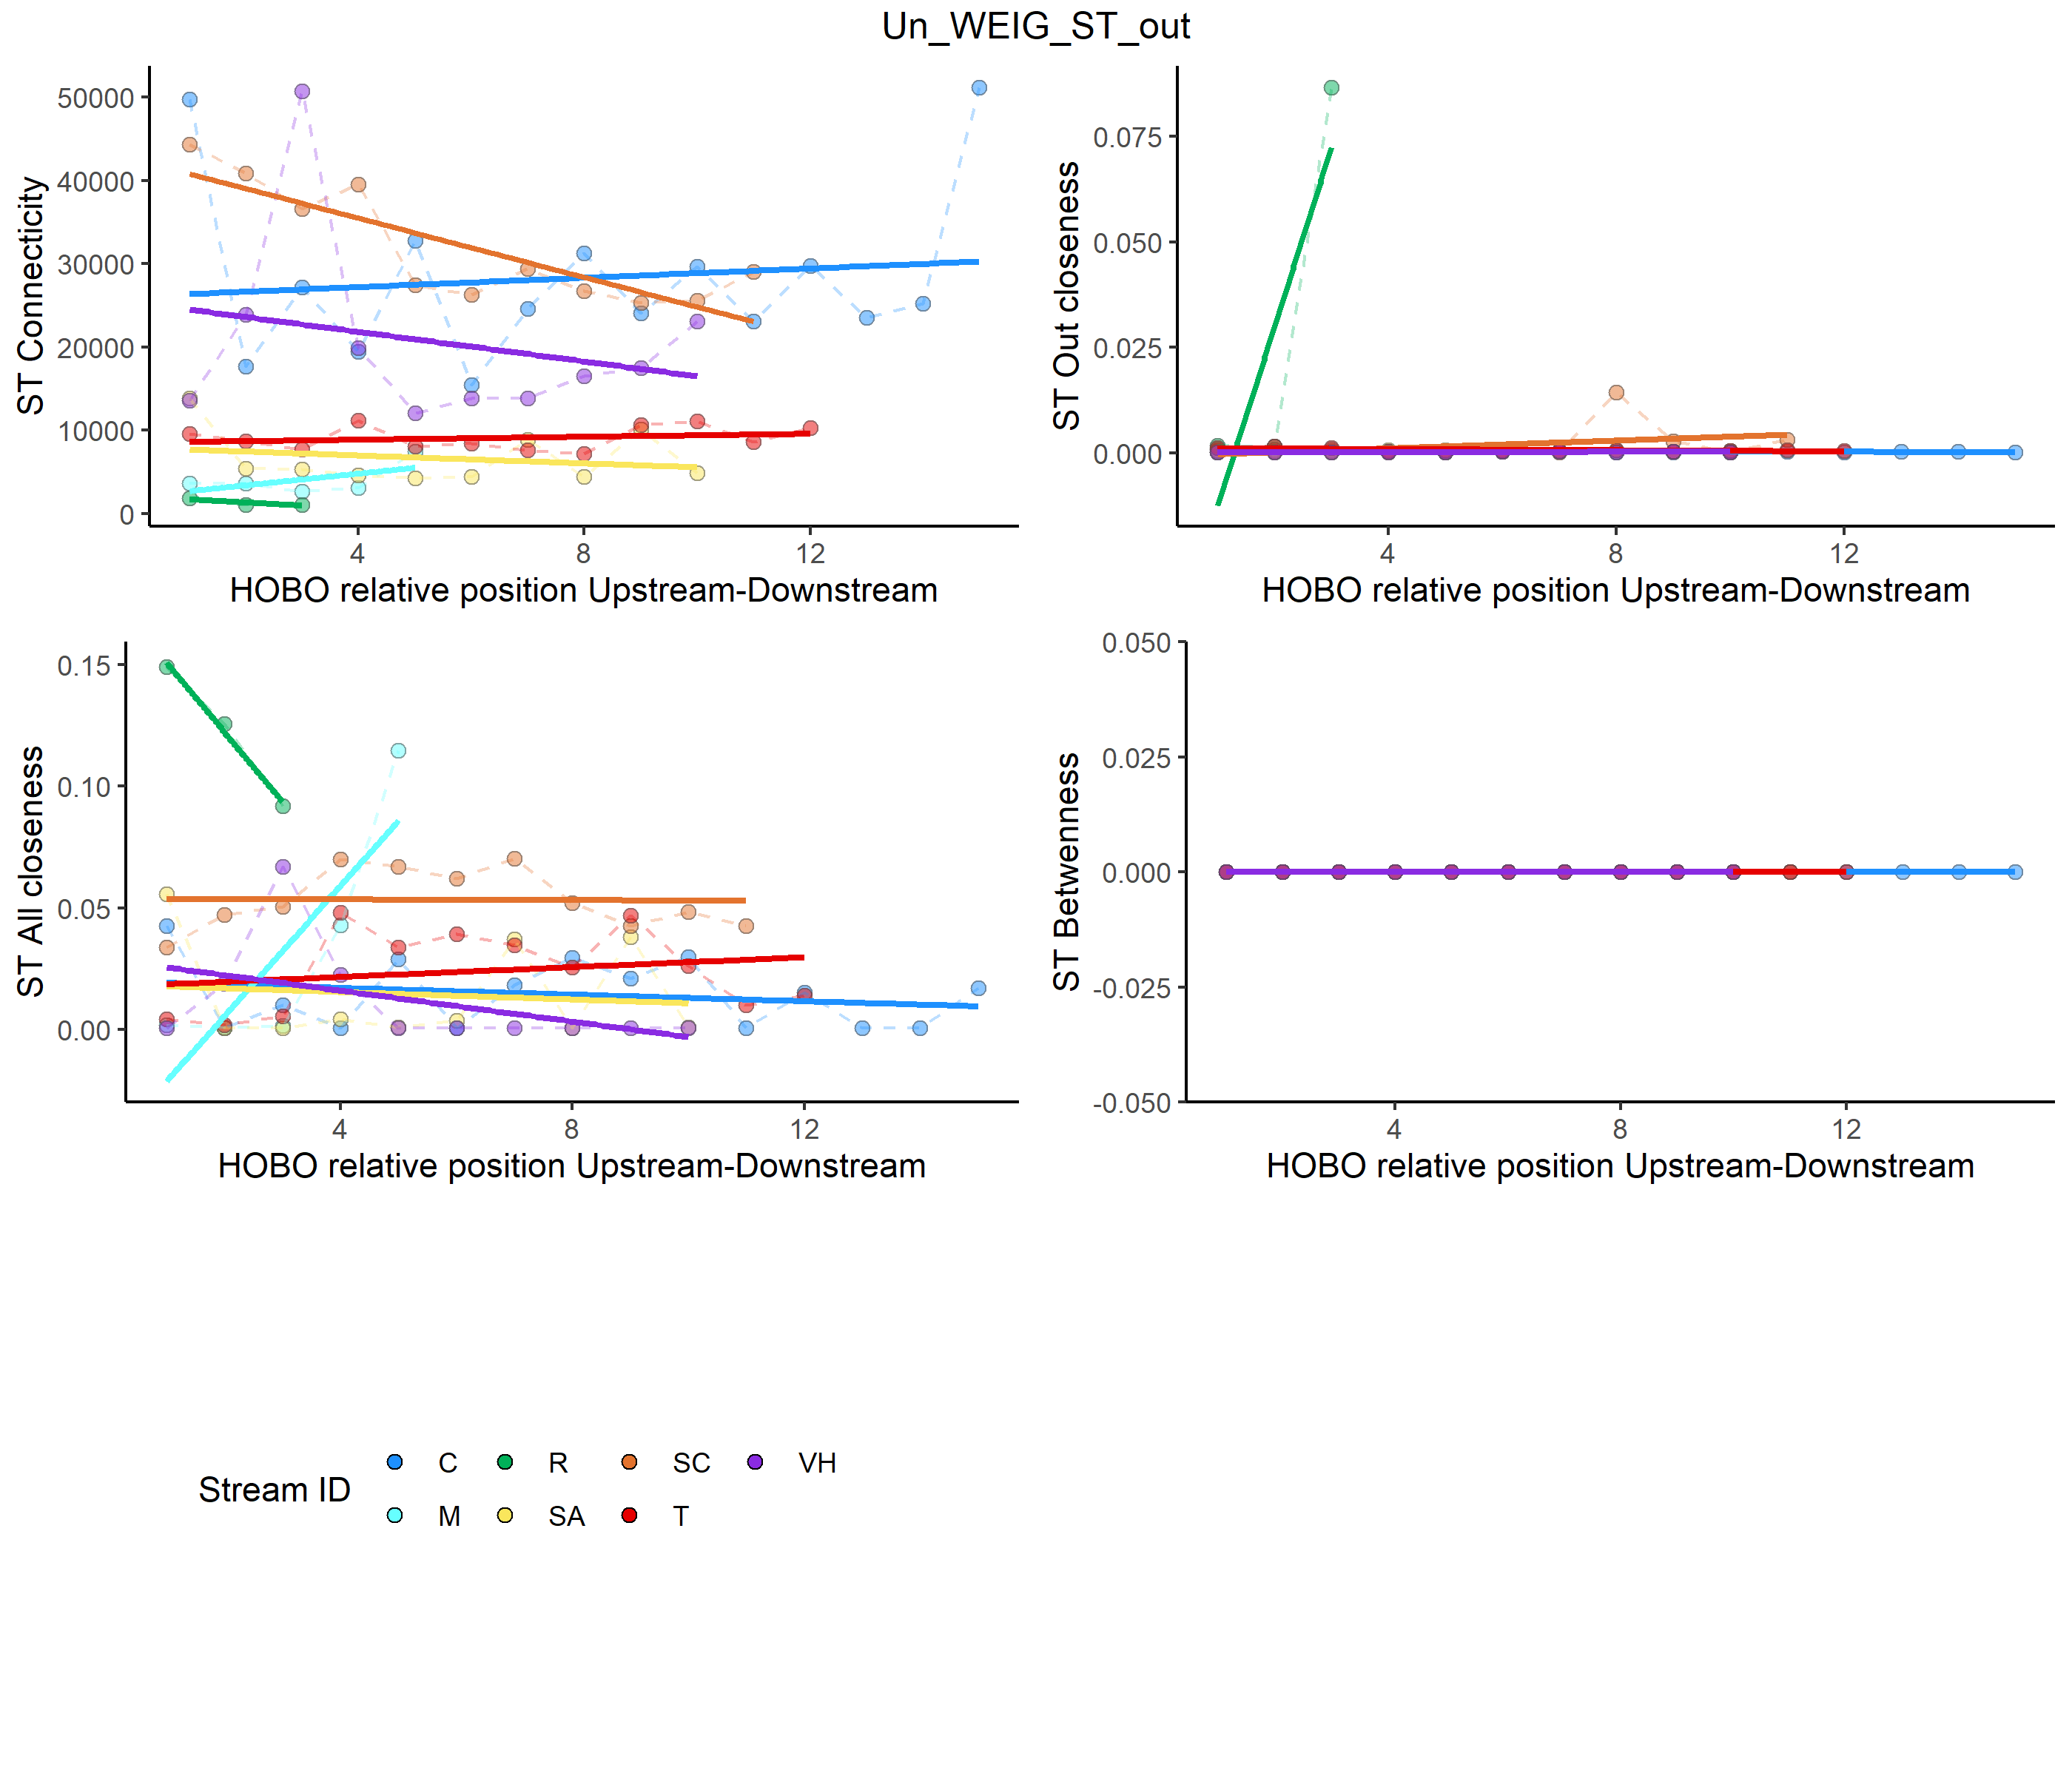 Un_WEIG_ST_out
ST Connecticity
50000
40000
30000
20000
10000
0
4 8 12
HOBO relative position Upstream-Downstream
ST Out closeness
0.075
0.050
0.025
0.000
4 8 12
HOBO relative position Upstream-Downstream
ST All closeness
0.15
0.10
0.05
0.00
4 8 12
HOBO relative position Upstream-Downstream
ST Betwenness
0.050
0.025
0.000
-0.025
-0.050
4 8 12
HOBO relative position Upstream-Downstream
Stream ID
C R SC VH
M SA T